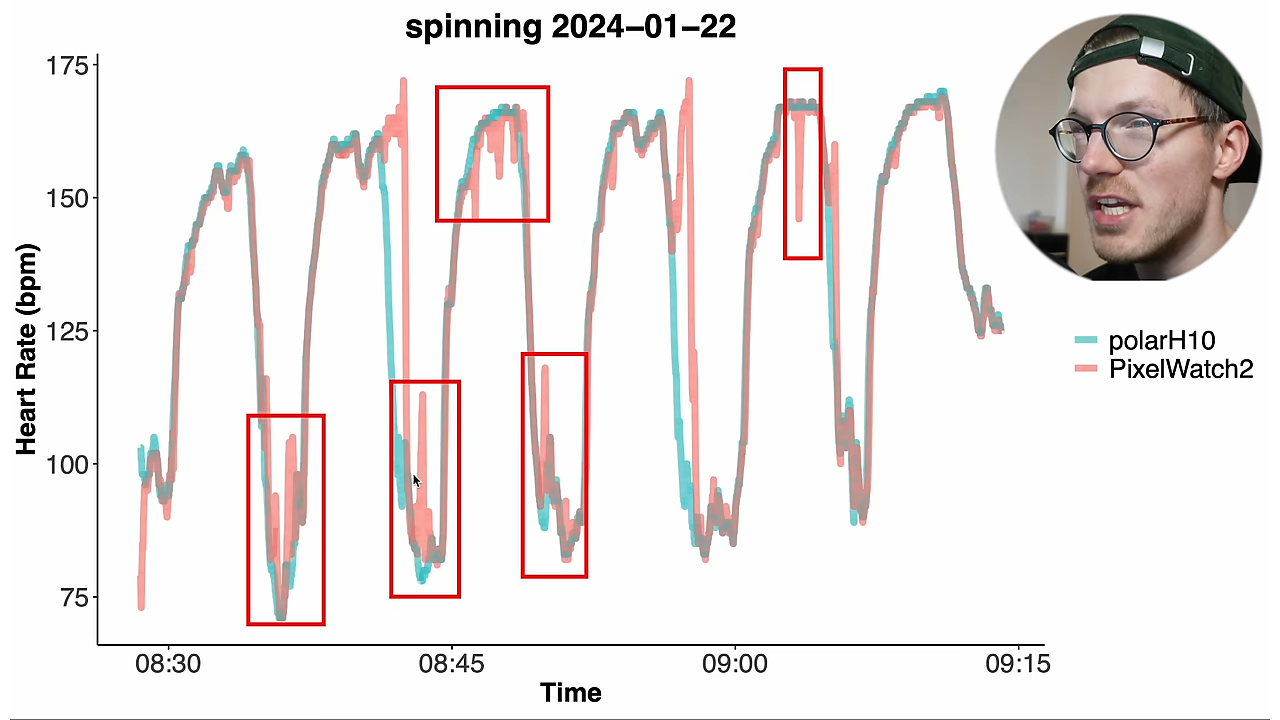 spinning 2024–01–22
175
150
125
100
75
Heart Rate (bpm)
08:30
08:45
09:00
09:15
Time
polarH10
PixelWatch2